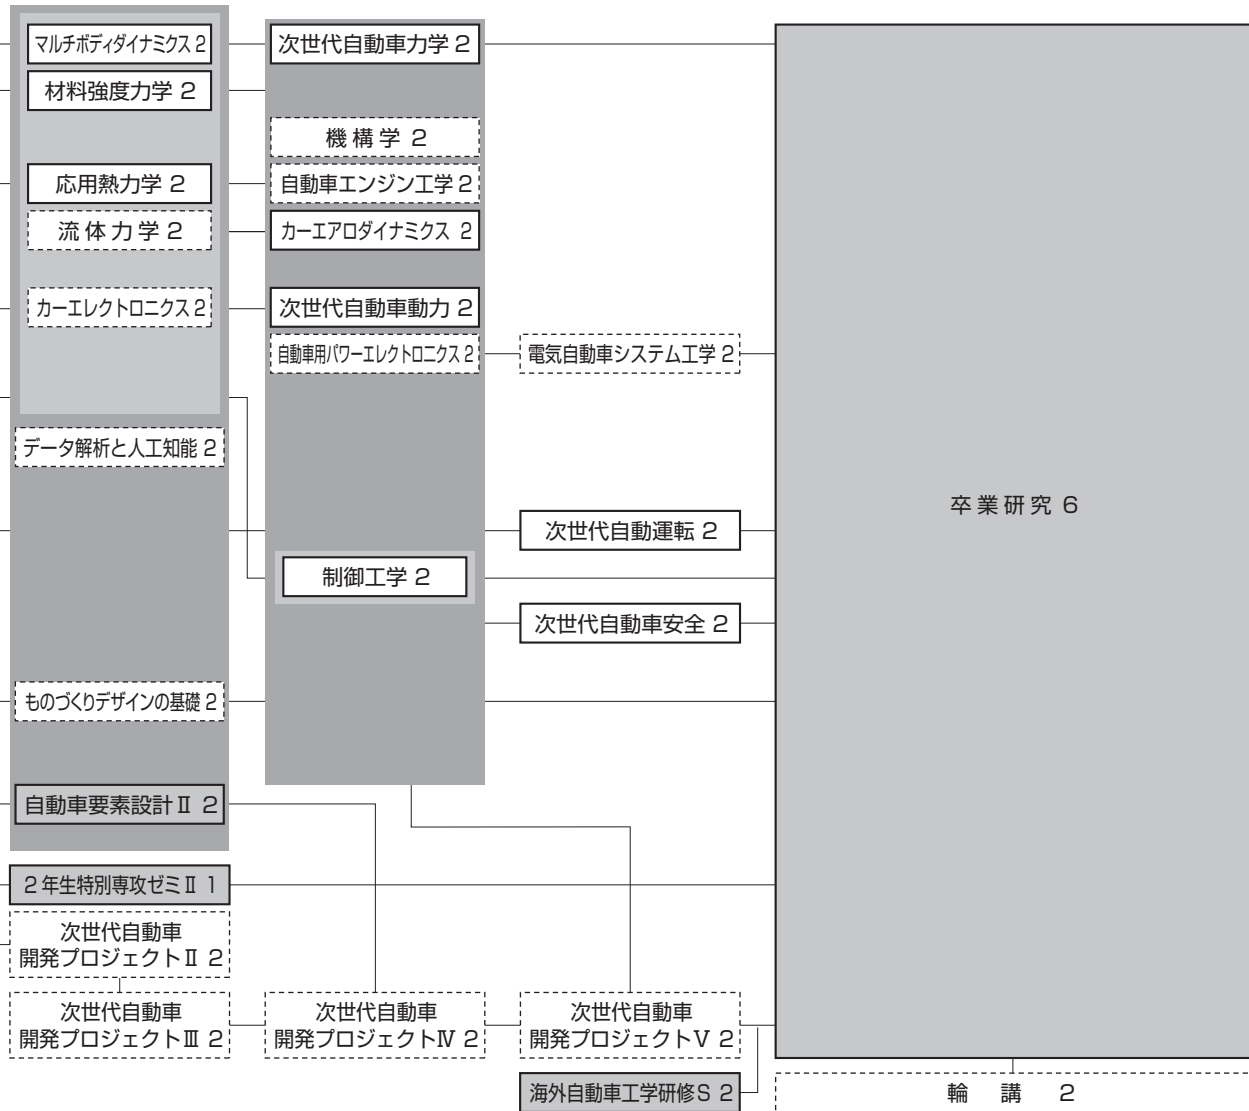 マルチボディダイナミクス 2
次世代自動車力学 2
材料強度力学 2
機構学 2
応用熱力学 2
自動車エンジン工学 2
流体力学 2
カーエアロダイナミクス 2
カーエレクトロニクス 2
次世代自動車動力 2
自動車用パワーエレクトロニクス 2
電気自動車システム工学 2
データ解析と人工知能 2
卒業研究 6
次世代自動運転 2
制御工学 2
次世代自動車安全 2
ものづくりデザインの基礎 2
自動車要素設計Ⅱ 2
2年生特別専攻ゼミⅡ 1
次世代自動車
開発プロジェクトⅡ 2
次世代自動車
開発プロジェクトⅢ 2
次世代自動車
開発プロジェクトⅣ 2
次世代自動車
開発プロジェクトⅤ 2
海外自動車工学研修S 2
輪講 2